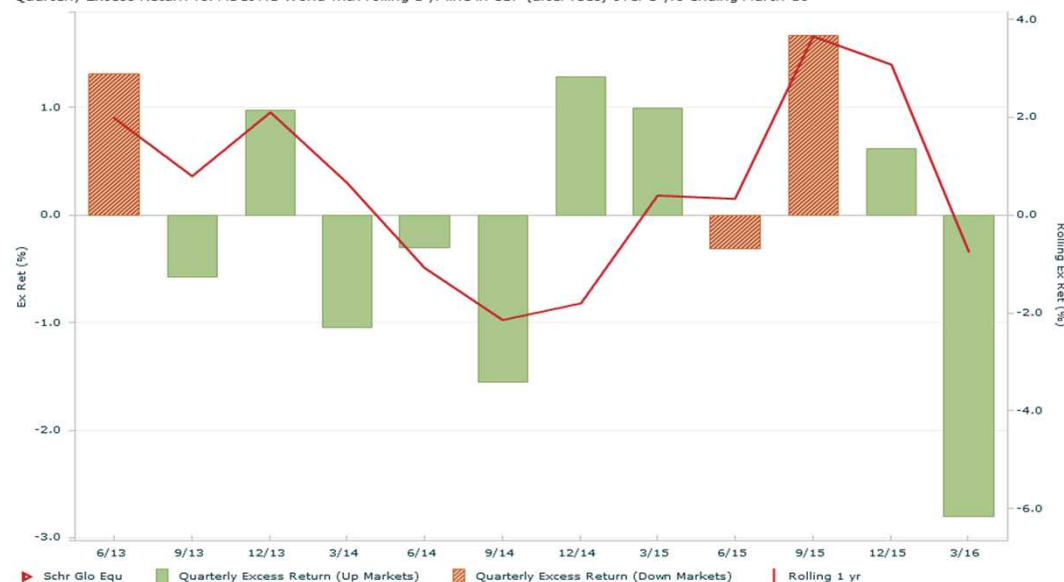 4.0
1.0
2.0
0.0
0.0
Ex Ret (%)
Rolling Ex Ret (%)
-1.0
-2.0
-2.0
-4.0
-6.0
-3.0
6/13 9/13 12/13 3/14 6/14 9/14 12/14 3/15 6/15 9/15 12/15 3/16
Schr Glo Equ Quarterly Excess Return (Up Markets) Quarterly Excess Return (Down Markets) Rolling 1 yr